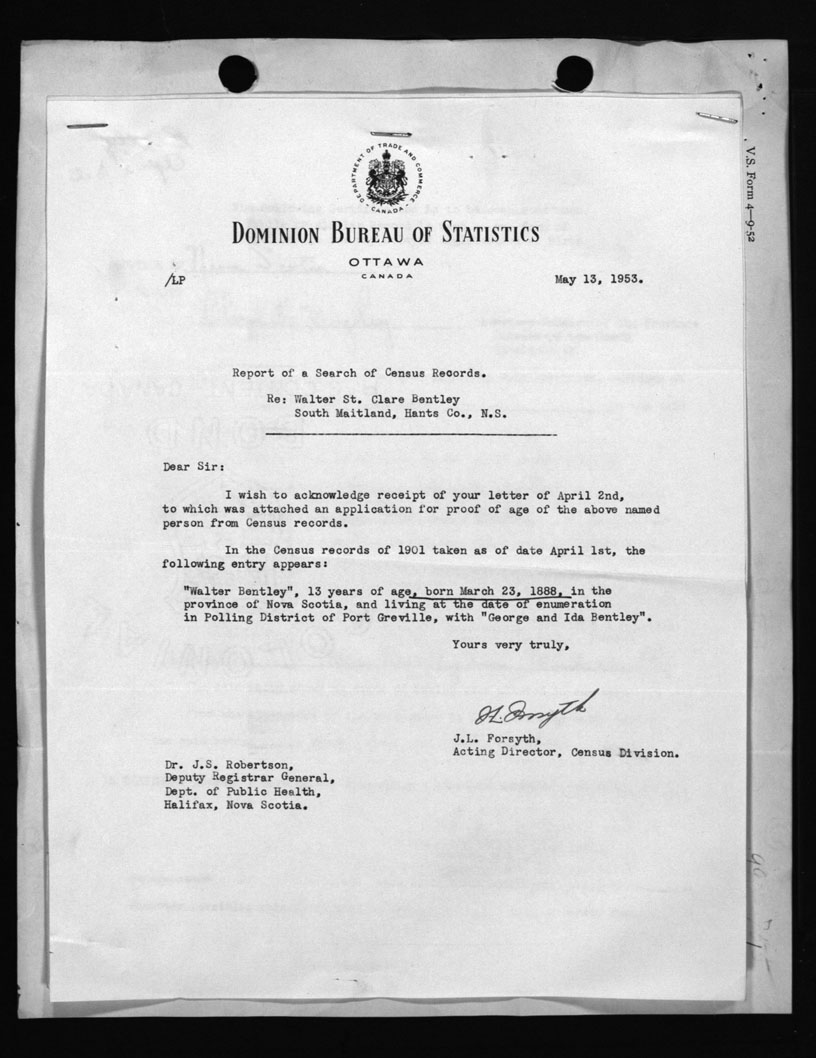 DEPARTMENT OF TRADE AND COMMERCE
- CANADA -
DOMINION BUREAU OF STATISTICS
OTTAWA
CANADA
/LP
May 13, 1953.
V.S. Form 4—9-52
Report of a Search of Census Records.
Re: Walter St. Clare Bentley
South Maitland, Hants Co., N.S.
Dear Sir:
I wish to acknowledge receipt of your letter of April 2nd,
to which was attached an application for proof of age of the above named
person from Census records.
In the Census records of 1901 taken as of date April 1st, the
following entry appears:
"Walter Bentley", 13 years of age, born March 23, 1888, in the
province of Nova Scotia, and living at the date of enumeration
in Polling District of Port Greville, with "George and Ida Bentley".
Yours very truly,
J.L. Forsyth,
Acting Director, Census Division.
Dr. J.S. Robertson,
Deputy Registrar General,
Dept. of Public Health,
Halifax, Nova Scotia.